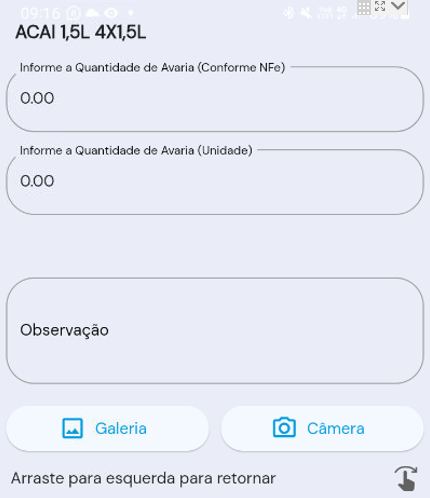 09:16
ACAI 1,5L 4X1,5L
Informe a Quantidade de Avaria (Conforme NFe)
0.00
Informe a Quantidade de Avaria (Unidade)
0.00
Observação
Galeria
Câmera
Arraste para esquerda para retornar